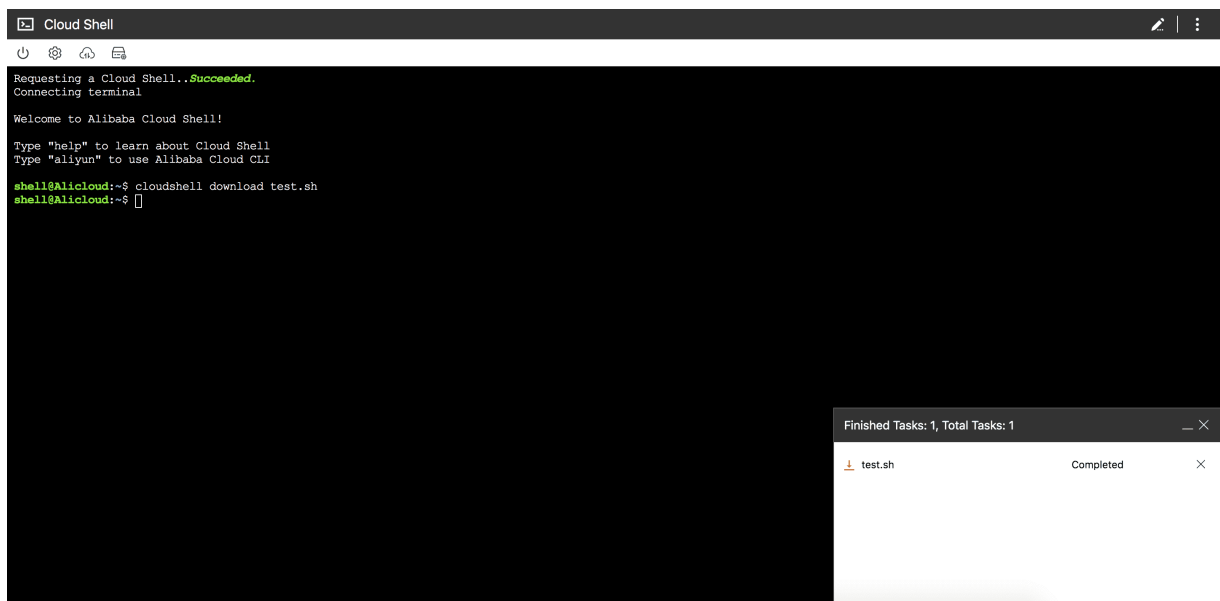 Cloud Shell
Requesting a Cloud Shell..Succeeded.
Connecting terminal
Welcome to Alibaba Cloud Shell!
Type "help" to learn about Cloud Shell
Type "aliyun" to use Alibaba Cloud CLI
shell@Alicloud:~$ cloudshell download test.sh
shell@Alicloud:~$
Finished Tasks: 1, Total Tasks: 1
test.sh Completed